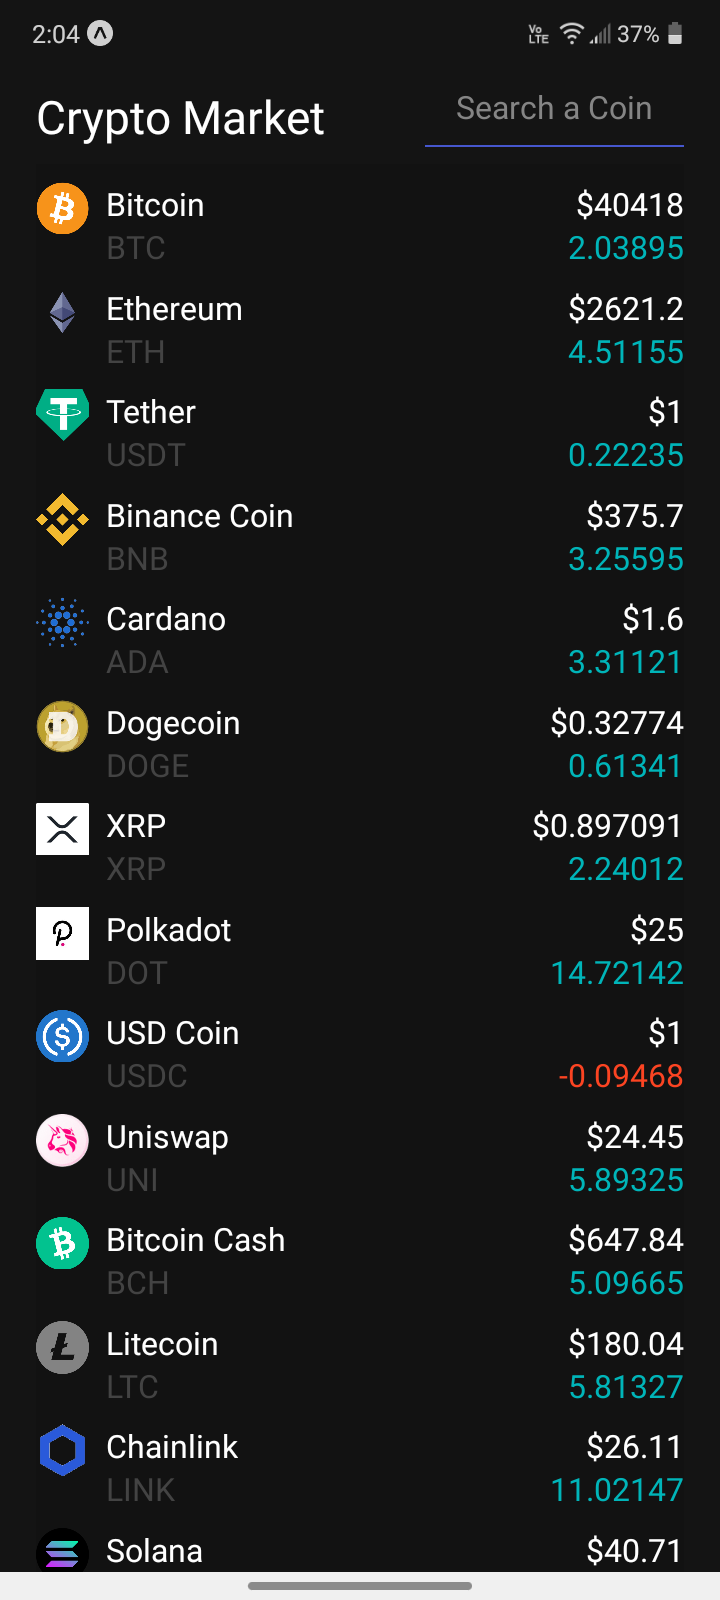 2:04 Vo LTE 37%
Crypto Market
Search a Coin
Bitcoin $40418
BTC 2.03895
Ethereum $2621.2
ETH 4.51155
Tether $1
USDT 0.22235
Binance Coin $375.7
BNB 3.25595
Cardano $1.6
ADA 3.31121
Dogecoin $0.32774
DOGE 0.61341
XRP $0.897091
XRP 2.24012
Polkadot $25
DOT 14.72142
USD Coin $1
USDC -0.09468
Uniswap $24.45
UNI 5.89325
Bitcoin Cash $647.84
BCH 5.09665
Litecoin $180.04
LTC 5.81327
Chainlink $26.11
LINK 11.02147
Solana $40.71